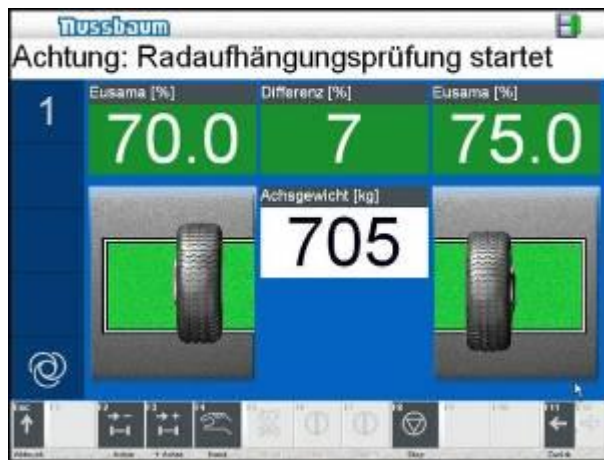 Nussbaum
Achtung: Radaufhängungsprüfung startet
1
Eusama [%]
Differenz [%]
Eusama [%]
70.0
7
75.0
Achsgewicht [kg]
705